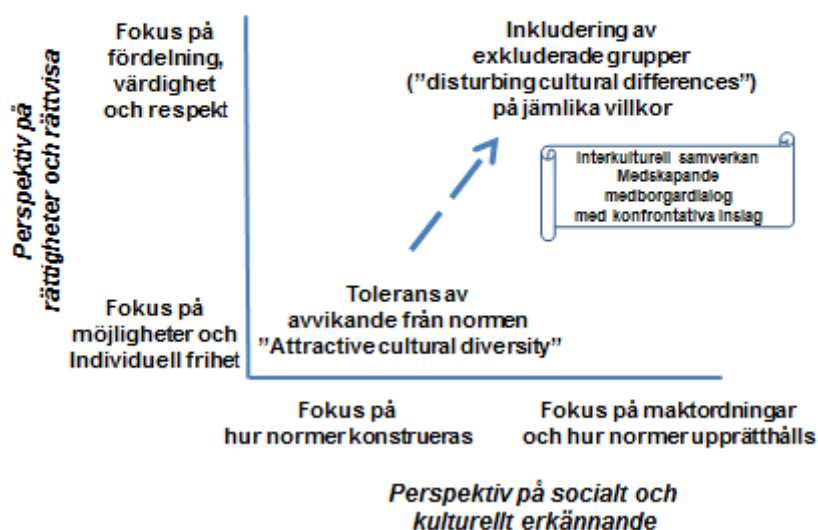 Fokus på
fördelning,
värdighet
och respekt
Inkludering av
exkluderade grupper
("disturbing cultural differences")
på jämlika villkor
Interkulturell samverkan
Medskapande
medborgardialog
med konfrontativa inslag
Perspektiv på
rättigheter och rättvisa
Fokus på
möjligheter och
Individuell frihet
Tolerans av
avvikande från normen
"Attractive cultural diversity"
Fokus på
hur normer konstrueras
Fokus på maktordningar
och hur normer upprätthålls
Perspektiv på socialt och
kulturellt erkännande